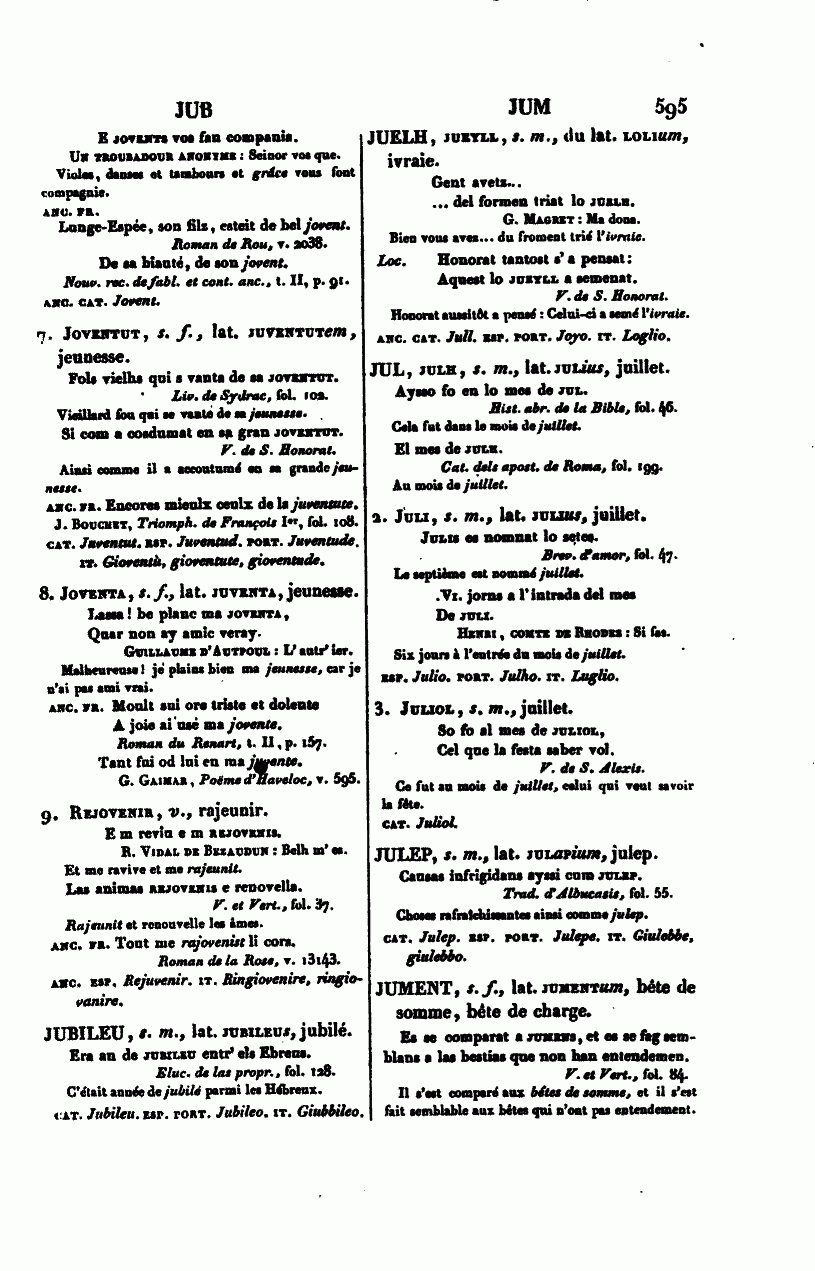 JUB
JUM 595
E JOVENTS vos fan companis.
UN TROUBADOUR ANONYME : Seinor vos que.
Violes, danses et tambours et grâce vous font
compagnie.
ANC. FR.
Longe-Espée, son filz, esteit de bel jovent.
Roman de Rou, v. 2038.
De sa biauté, de son jovent.
Nouv. rec. de fabl. et cont. anc., t. II, p. 91.
ANC. CAT. Jovent.
7. JOVENTUT, s. f., lat. JUVENTUTem,
jeunesse.
Fols vielhs qui s vanta de sa JOVENTUT.
Liv. de Sydrac, fol. 102.
Vieillard fou qui se vante de sa jeunesse.
Si com a costumat en sa gran JOVENTUT.
V. de S. Honorat.
Ainsi comme il a accoutumé en sa grande jeu-
nesse.
ANC. FR. Encores mieulx ceulx de la juventute.
J. BOUCHET, Triomph. de François Ier, fol. 108.
CAT. Juventut. ESP. Juventud. PORT. Juventude.
IT. Gioventù, gioventute, gioventude.
8. JOVENTA, s. f., lat. JUVENTA, jeunesse.
Lassa ! be planc ma JOVENTA,
Quar non ay amic veray.
GUILLAUME D'AUTPOUL : L'autr'ier.
Malheureuse ! je plains bien ma jeunesse, car je
n'ai pas ami vrai.
ANC. FR. Moult sui ore triste et dolente
A joie ai usé ma jovente.
Roman du Renart, t. II, p. 157.
Tant fui od lui en ma juvente.
G. GAIMAR, Poëme d'Haveloc, v. 595.
9. REJOVENIR, v., rajeunir.
E m reviu e m REJOVENIS.
R. VIDAL DE BEZAUDUN : Belh m'es.
Et me ravive et me rajeunit.
Las animas REJOVENIS e renovella.
V. et Vert., fol. 37.
Rajeunit et renouvelle les âmes.
ANC. FR. Tout me rajovenist li cors.
Roman de la Rose, v. 13143.
ANC. ESP. Rejuvenir. IT. Ringiovenire, ringio-
vanire.
JUBILEU, s. m., lat. JUBILEUS, jubilé.
Era an de JUBILEU entr' els Ebreus.
Eluc. de las propr., fol. 128.
C'était année de jubilé parmi les Hébreux.
CAT. Jubileu. ESP. PORT. Jubileo. IT. Giubbileo.
JUELH, JUEYLL, s. m., du lat. LOLIum,
ivraie.
Gent avetz...
... del formen triat lo JUELH.
G. MAGRET : Ma dona.
Bien vous avez... du froment trié l'ivraie.
Loc. Honorat tantost s'a pensat :
Aquest lo JUEYLL a semenat.
V. de S. Honorat.
Honorat aussitôt a pensé : Celui-ci a semé l'ivraie.
ANC. CAT. Jull. ESP. PORT. Joyo. IT. Loglio.
JUL, JULH, s. m., lat. JULius, juillet.
Aysso fo en lo mes de JUL.
Hist. abr. de la Bible, fol. 46.
Cela fut dans le mois de juillet.
El mes de JULH.
Cat. dels apost. de Roma, fol. 199.
Au mois de juillet.
2. JULI, s. m., lat. JULIUS, juillet.
JULIS es nomnat lo setes.
Brev. d'amor, fol. 47.
Le septième est nommé juillet.
.VI. jorns a l'intrada del mes
De JULI.
HENRI, COMTE DE RHODES : Si fas.
Six jours à l'entrée du mois de juillet.
ESP. Julio. PORT. Julho. IT. Luglio.
3. JULIOL, s. m., juillet.
So fo al mes de JULIOL,
Cel que la festa saber vol.
V. de S. Alexis.
Ce fut au mois de juillet, celui qui veut savoir
la fête.
CAT. Juliol.
JULEP, s. m., lat. JULApium, julep.
Causas infrigidans ayssi cum JULEP.
Trad. d'Albucasis, fol. 55.
Choses rafraîchissantes ainsi comme julep.
CAT. Julep. ESP. PORT. Julepe. IT. Giulebbe,
giulebbo.
JUMENT, s. f., lat. JUMENTum, bête de
somme, bête de charge.
Es se comparat a JUMENS, et es se fag sem-
blans a las bestias que non han entendemen.
V. et Vert., fol. 84.
Il s'est comparé aux bêtes de somme, et il s'est
fait semblable aux bêtes qui n'ont pas entendement.